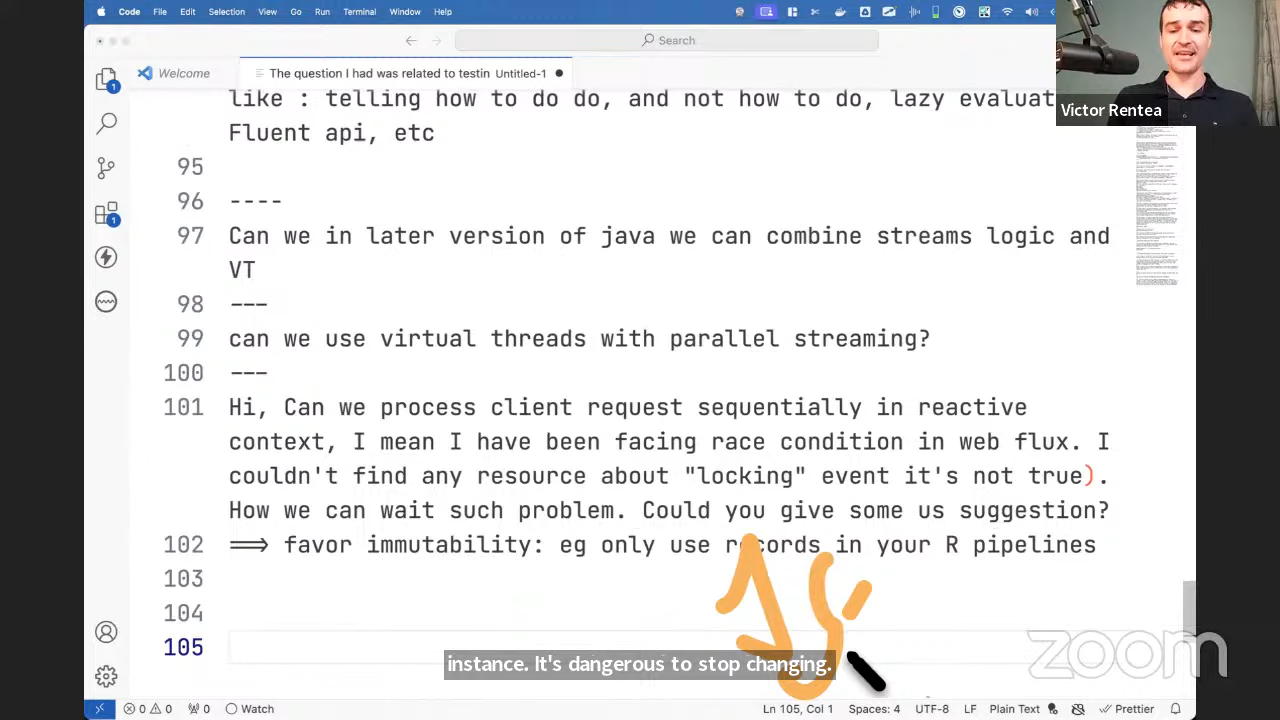 Code File Edit Selection View Go Run Terminal Window Help
Search
Welcome
The question I had was related to testin Untitled-1
Victor Rentea
like : telling how to do do, and not how to do, lazy evaluat
Fluent api, etc
95
96 ----
97 Can we in later version of java we can combine streams logic and
VT
98 ---
99 can we use virtual threads with parallel streaming?
100 ---
101 Hi, Can we process client request sequentially in reactive
context, I mean I have been facing race condition in web flux. I
couldn't find any resource about "locking" event it's not true).
How we can wait such problem. Could you give some us suggestion?
102 ⟹ favor immutability: eg only use records in your R pipelines
103
104
105
instance. It's dangerous to stop changing.
zoom
0 0 0 Watch Ln 105, Col 1 Spaces: 4 UTF-8 LF Plain Text Prettier